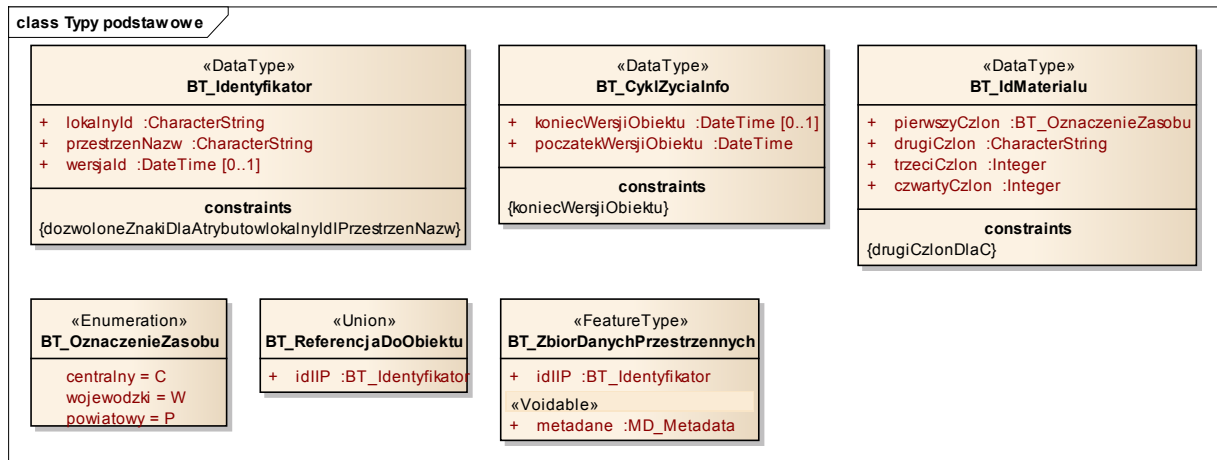 class Typy podstawowe
«DataType»
BT_Identyfikator
+ lokalnyId :CharacterString
+ przestrzenNazw :CharacterString
+ wersjaId :DateTime [0..1]
constraints
{dozwoloneZnakiDlaAtrybutowlokalnyIdIPrzestrzenNazw}
«DataType»
BT_CyklZyciaInfo
+ koniecWersjiObiektu :DateTime [0..1]
+ poczatekWersjiObiektu :DateTime
constraints
{koniecWersjiObiektu}
«DataType»
BT_IdMaterialu
+ pierwszyCzlon :BT_OznaczenieZasobu
+ drugiCzlon :CharacterString
+ trzeciCzlon :Integer
+ czwartyCzlon :Integer
constraints
{drugiCzlonDlaC}
«Enumeration»
BT_OznaczenieZasobu
centralny = C
wojewodzki = W
powiatowy = P
«Union»
BT_ReferencjaDoObiektu
+ idIIP :BT_Identyfikator
«FeatureType»
BT_ZbiorDanychPrzestrzennych
+ idIIP :BT_Identyfikator
«Voidable»
+ metadane :MD_Metadata